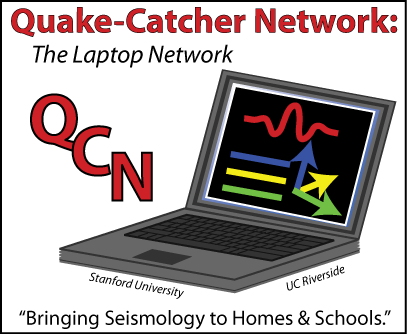 Quake-Catcher Network:
The Laptop Network
QCN
Stanford University
UC Riverside
“Bringing Seismology to Homes & Schools.”